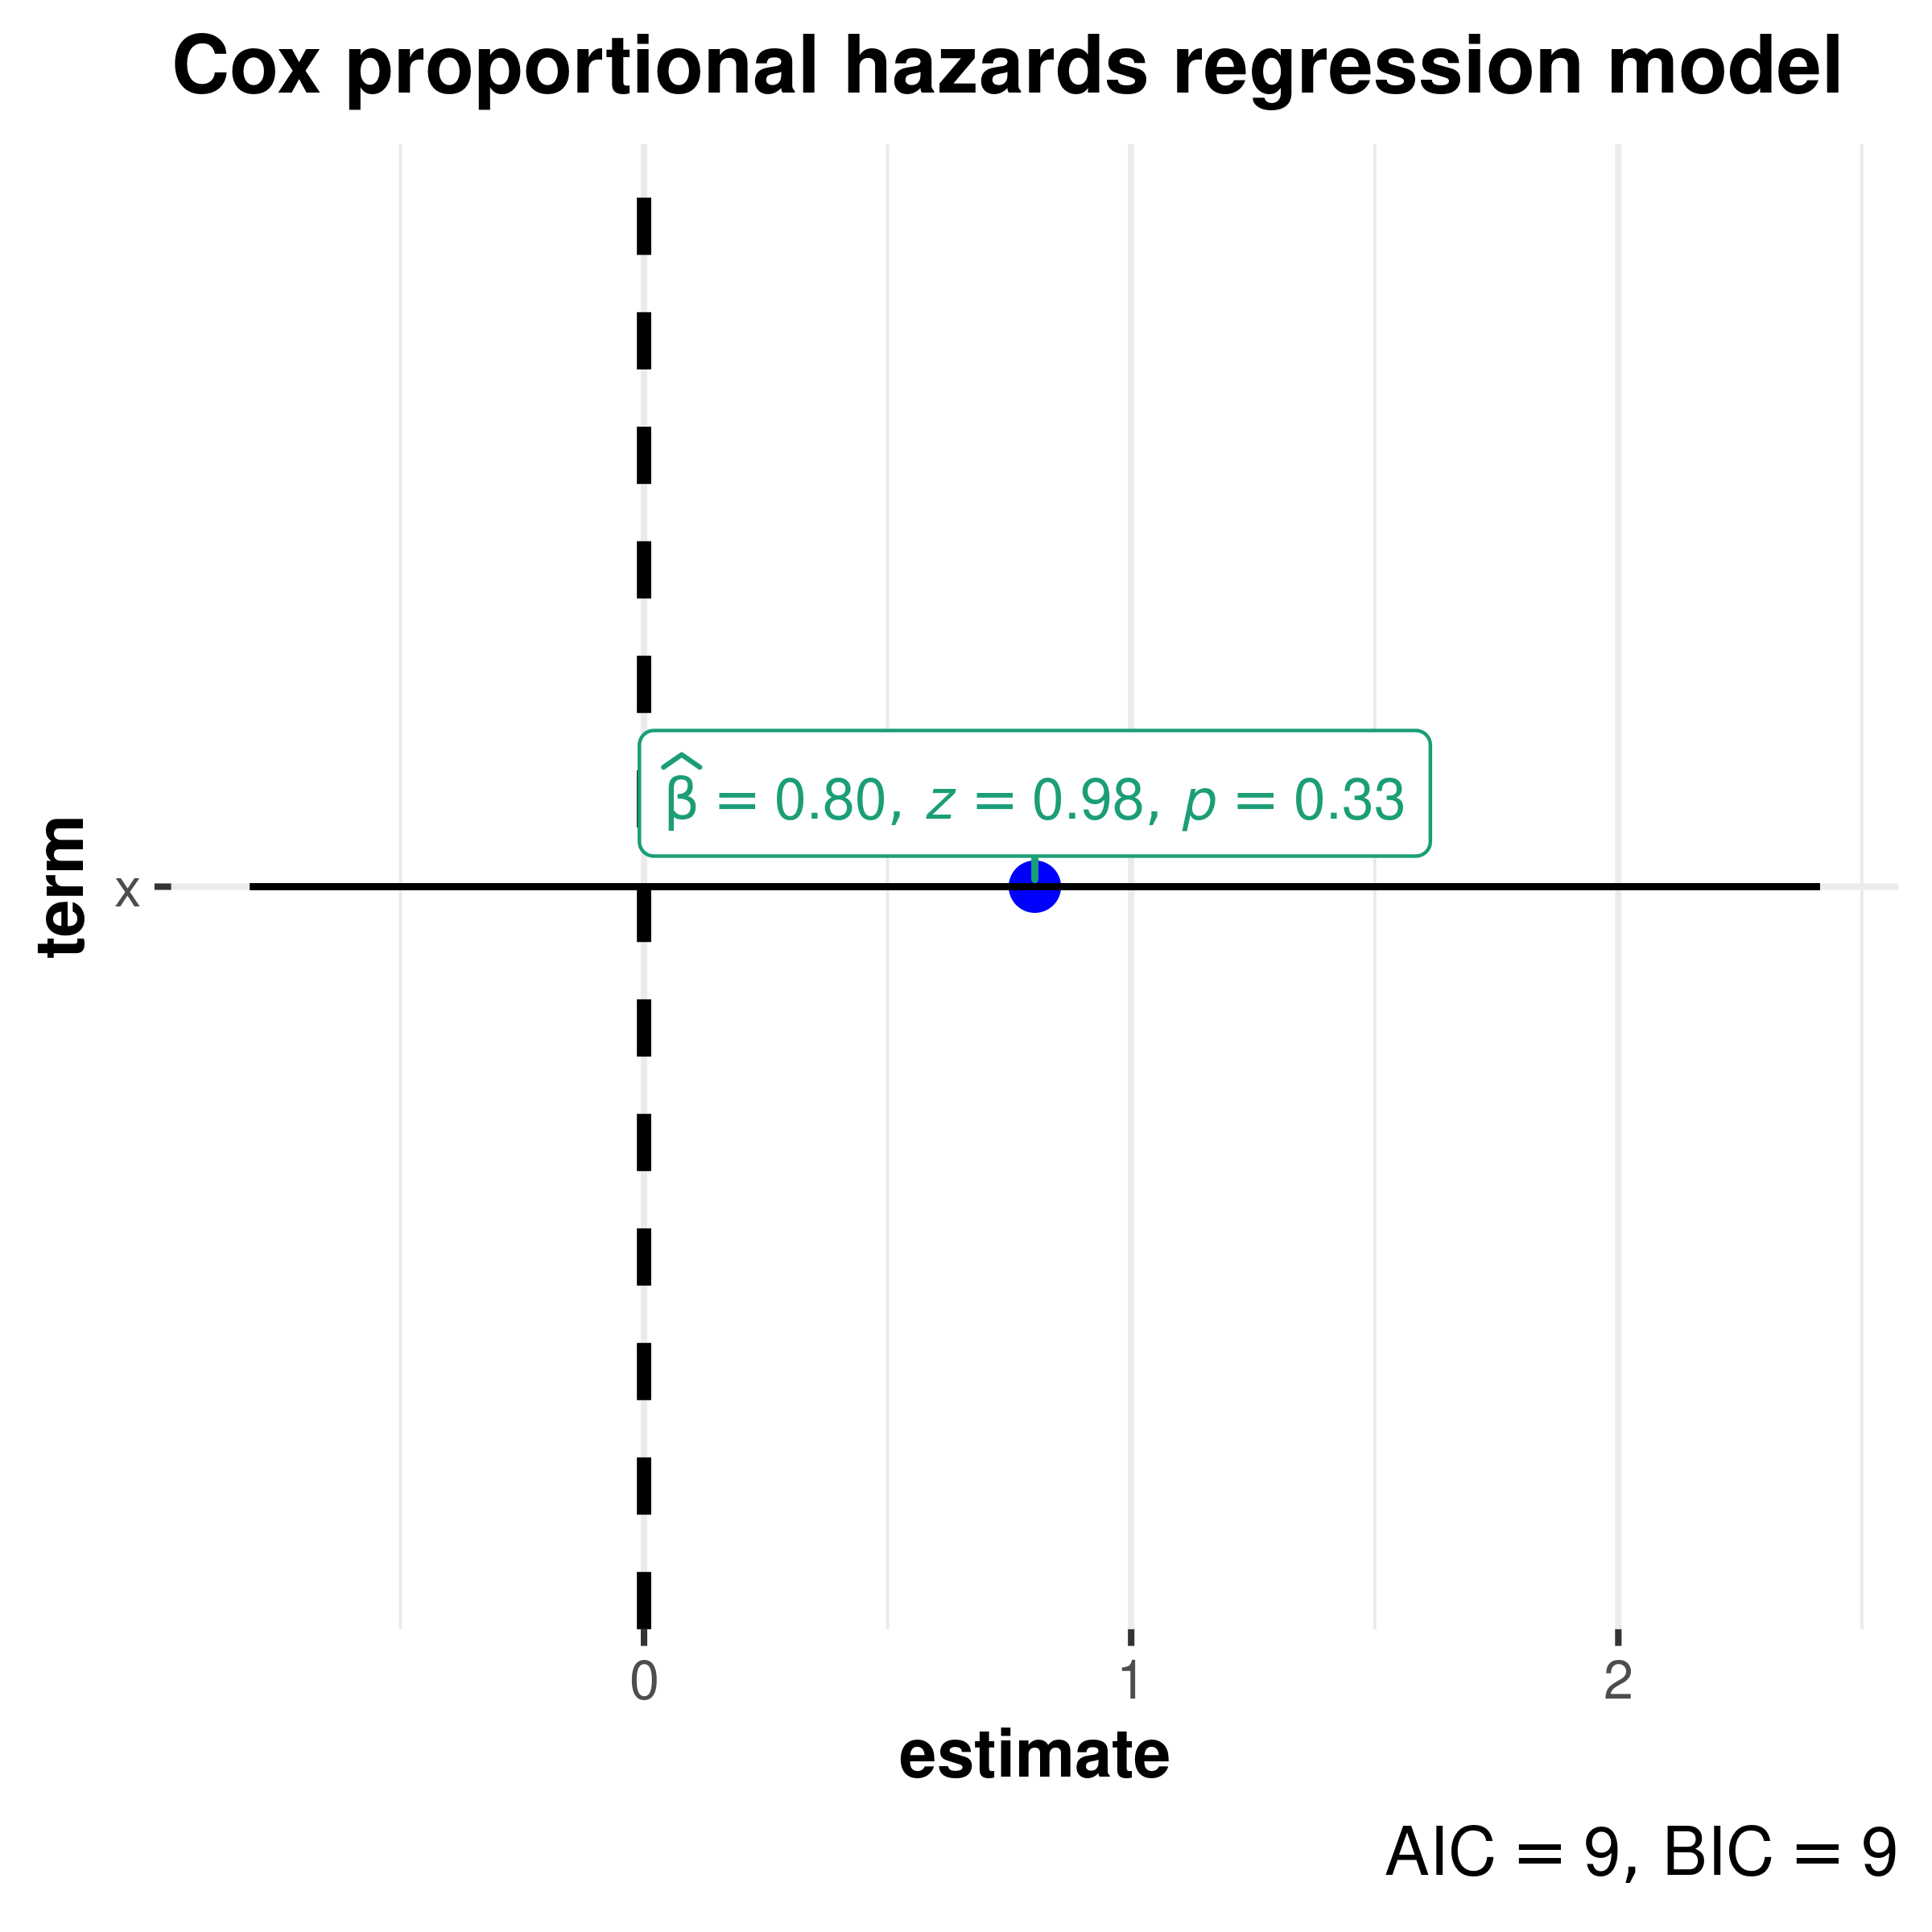 Cox proportional hazards regression model
β̂ = 0.80, z = 0.98, p = 0.33
term
x
0 1 2
estimate
AIC = 9, BIC = 9